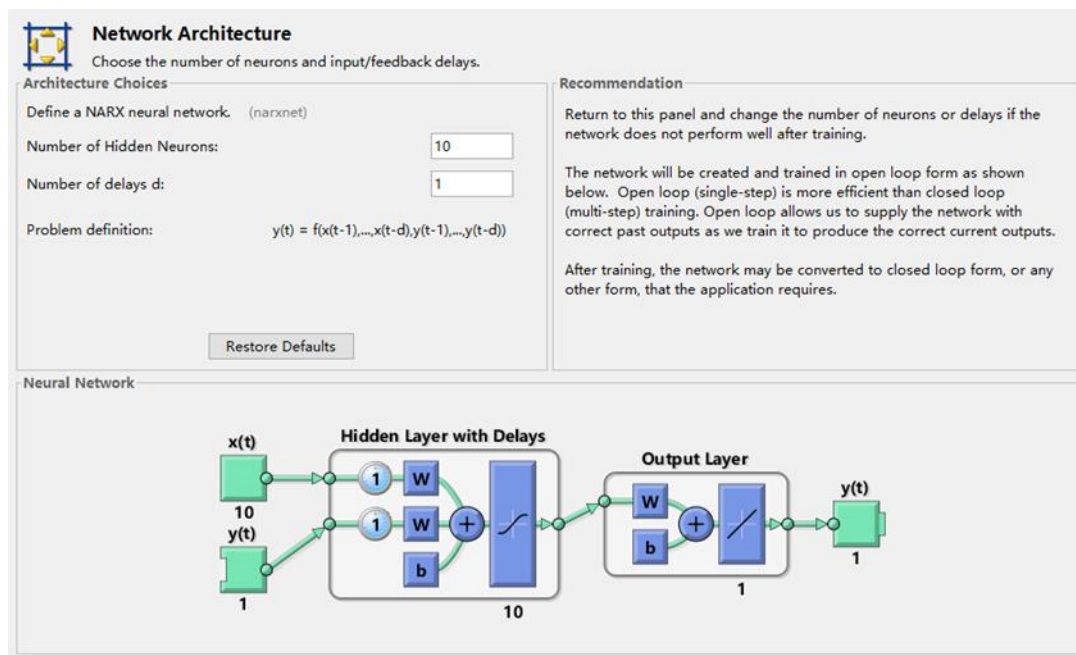 Network Architecture
Choose the number of neurons and input/feedback delays.
Architecture Choices
Define a NARX neural network. (narxnet)
Number of Hidden Neurons: 10
Number of delays d: 1
Problem definition: y(t) = f(x(t-1),...,x(t-d),y(t-1),...,y(t-d))
Restore Defaults
Recommendation
Return to this panel and change the number of neurons or delays if the
network does not perform well after training.
The network will be created and trained in open loop form as shown
below. Open loop (single-step) is more efficient than closed loop
(multi-step) training. Open loop allows us to supply the network with
correct past outputs as we train it to produce the correct current outputs.
After training, the network may be converted to closed loop form, or any
other form, that the application requires.
Neural Network
Hidden Layer with Delays
x(t)
10
y(t)
1
1 W
1 W
+
b
10
Output Layer
W
+
b
1
y(t)
1